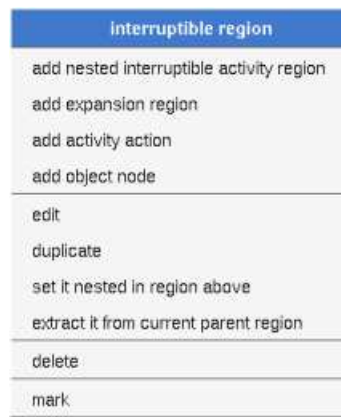 interruptible region
add nested interruptible activity region
add expansion region
add activity action
add object node
edit
duplicate
set it nested in region above
extract it from current parent region
delete
mark